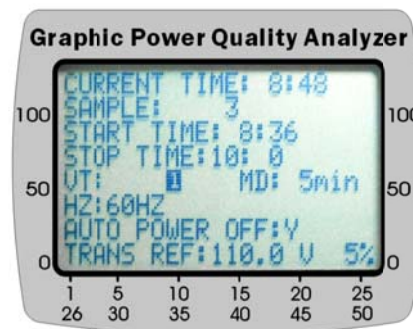 Graphic Power Quality Analyzer
CURRENT TIME: 8:48
SAMPLE: 3
START TIME: 8:36
STOP TIME:10: 0
VT: 1 MD: 5min
HZ:60HZ
AUTO POWER OFF:Y
TRANS REF:110.0 V 5%
100 100
50 50
0 0
1 5 10 15 20 25
26 30 35 40 45 50